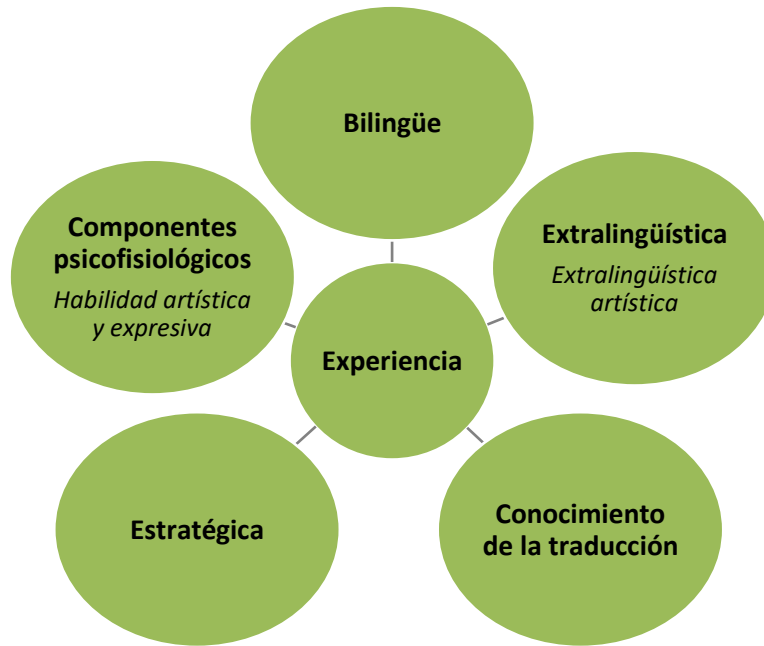 Bilingüe
Componentes
psicofisiológicos
Habilidad artística
y expresiva
Extralingüística
Extralingüística
artística
Experiencia
Estratégica
Conocimiento
de la traducción